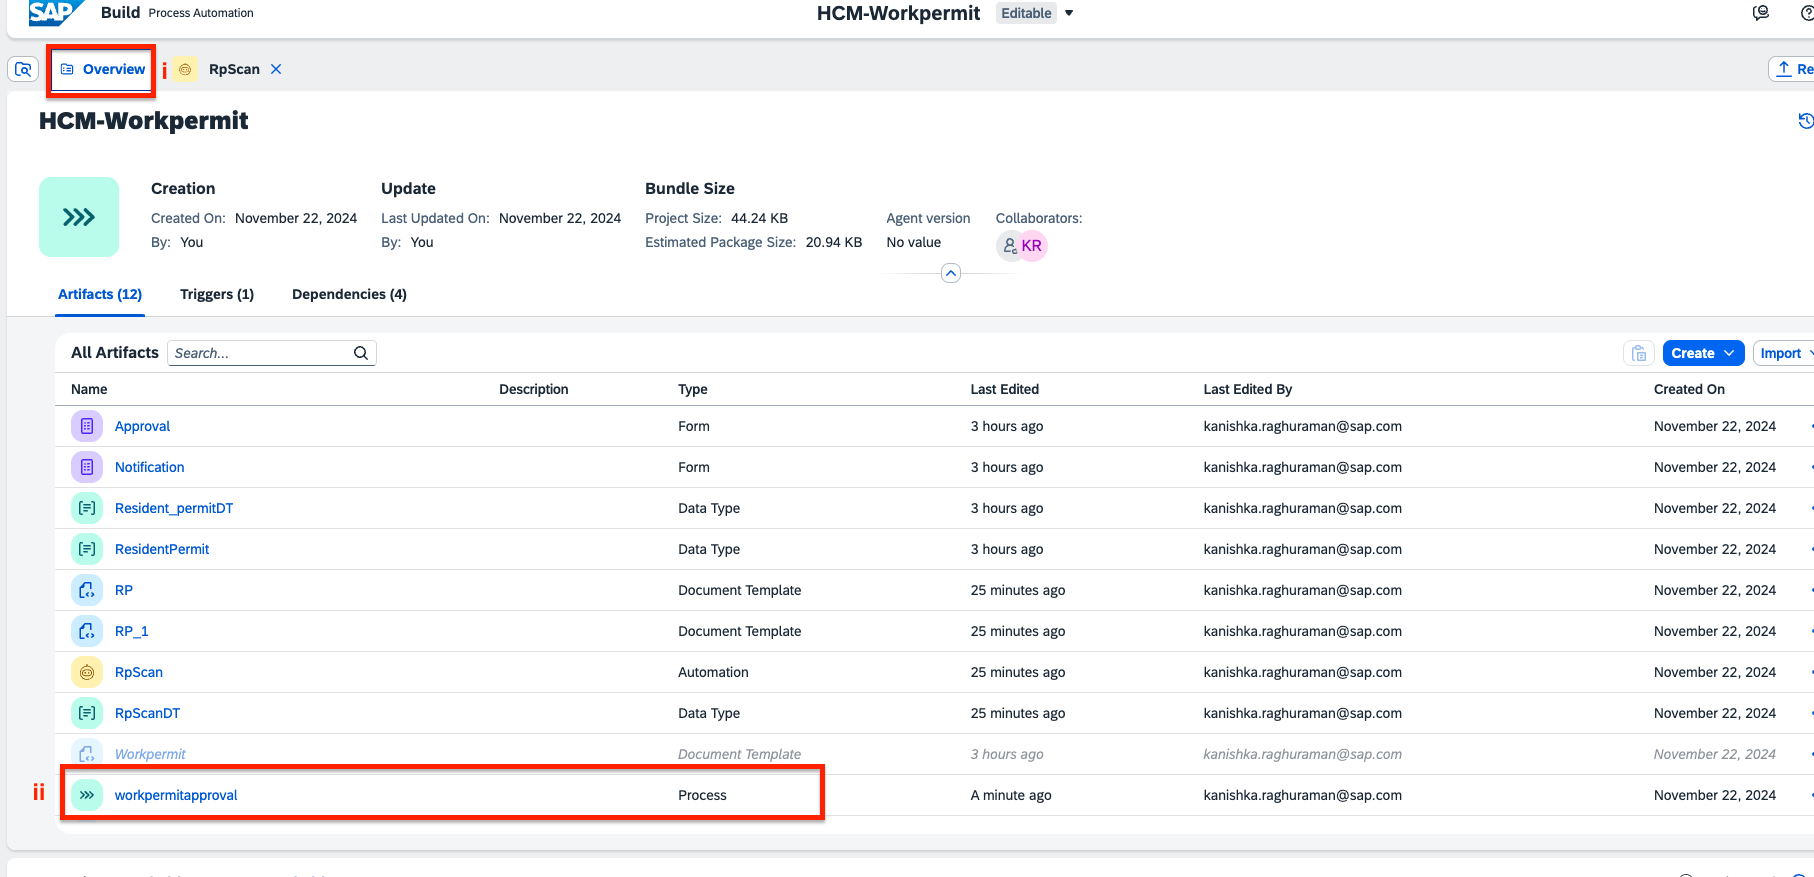 SAP Build Process Automation HCM-Workpermit Editable
Overview i RpScan Re
HCM-Workpermit
Creation Update Bundle Size
Created On: November 22, 2024 Last Updated On: November 22, 2024 Project Size: 44.24 KB Agent version Collaborators:
By: You By: You Estimated Package Size: 20.94 KB No value KR
Artifacts (12) Triggers (1) Dependencies (4)
All Artifacts Search... Create Import
Name Description Type Last Edited Last Edited By Created On
Approval Form 3 hours ago kanishka.raghuraman@sap.com November 22, 2024
Notification Form 3 hours ago kanishka.raghuraman@sap.com November 22, 2024
Resident_permitDT Data Type 3 hours ago kanishka.raghuraman@sap.com November 22, 2024
ResidentPermit Data Type 3 hours ago kanishka.raghuraman@sap.com November 22, 2024
RP Document Template 25 minutes ago kanishka.raghuraman@sap.com November 22, 2024
RP_1 Document Template 25 minutes ago kanishka.raghuraman@sap.com November 22, 2024
RpScan Automation 25 minutes ago kanishka.raghuraman@sap.com November 22, 2024
RpScanDT Data Type 25 minutes ago kanishka.raghuraman@sap.com November 22, 2024
Workpermit Document Template 3 hours ago kanishka.raghuraman@sap.com November 22, 2024
ii workpermitapproval Process A minute ago kanishka.raghuraman@sap.com November 22, 2024